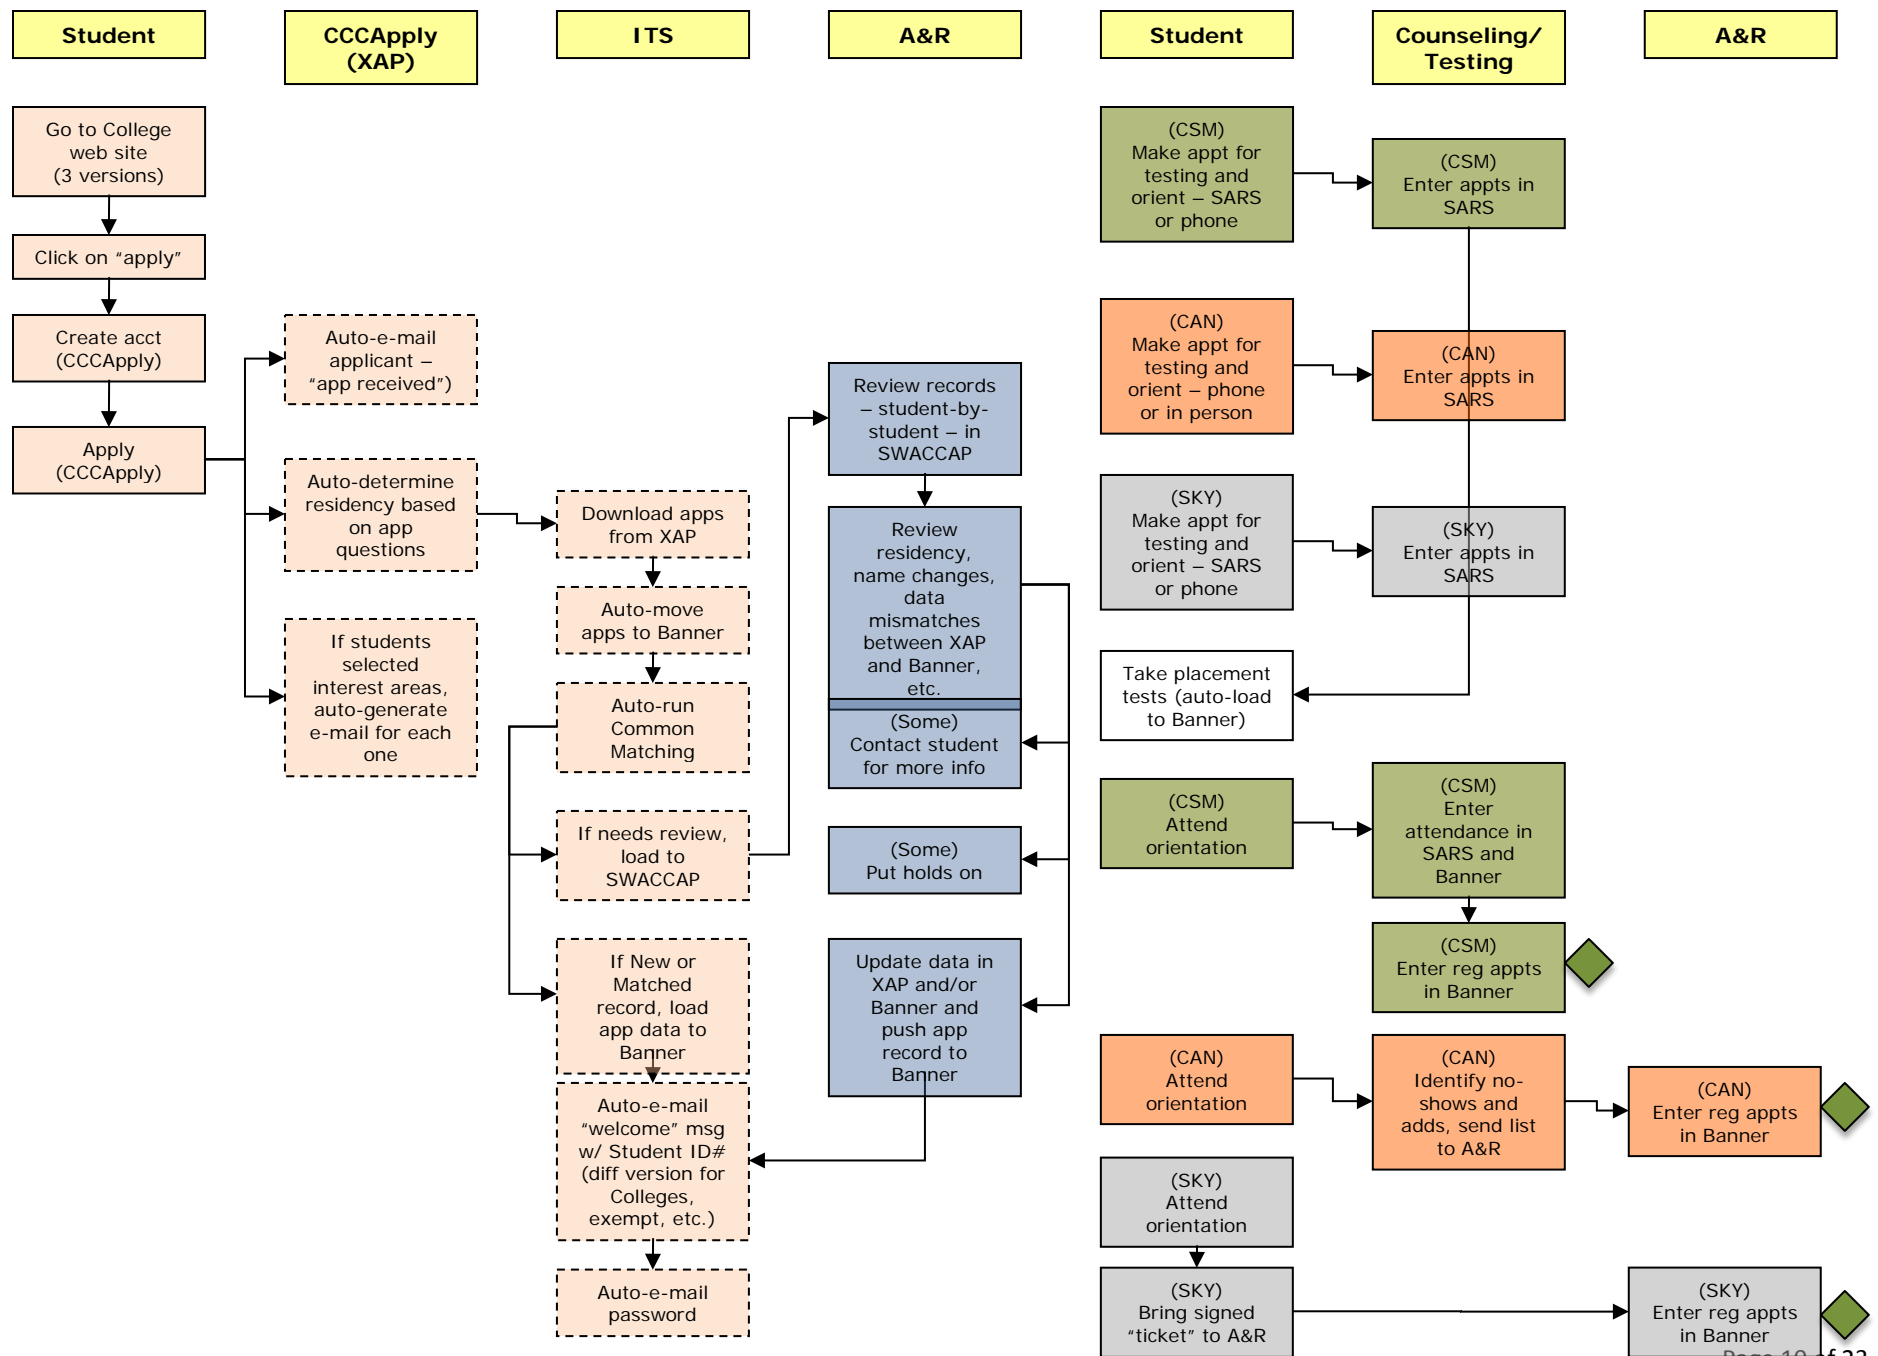 Student
CCCApply
(XAP)
ITS
A&R
Student
Counseling/
Testing
A&R
Go to College
web site
(3 versions)
Click on “apply”
Create acct
(CCCApply)
Apply
(CCCApply)
Auto-e-mail
applicant –
“app received”)
Auto-determine
residency based
on app
questions
If students
selected
interest areas,
auto-generate
e-mail for each
one
Download apps
from XAP
Auto-move
apps to Banner
Auto-run
Common
Matching
If needs review,
load to
SWACCAP
If New or
Matched
record, load
app data to
Banner
Auto-e-mail
“welcome” msg
w/ Student ID#
(diff version for
Colleges,
exempt, etc.)
Auto-e-mail
password
Review records
– student-by-
student – in
SWACCAP
Review
residency,
name changes,
data
mismatches
between XAP
and Banner,
etc.
(Some)
Contact student
for more info
(Some)
Put holds on
Update data in
XAP and/or
Banner and
push app
record to
Banner
(CSM)
Make appt for
testing and
orient – SARS
or phone
(CSM)
Enter appts in
SARS
(CAN)
Make appt for
testing and
orient – phone
or in person
(CAN)
Enter appts in
SARS
(SKY)
Make appt for
testing and
orient – SARS
or phone
(SKY)
Enter appts in
SARS
Take placement
tests (auto-load
to Banner)
(CSM)
Attend
orientation
(CSM)
Enter
attendance in
SARS and
Banner
(CSM)
Enter reg appts
in Banner
(CAN)
Attend
orientation
(CAN)
Identify no-
shows and
adds, send list
to A&R
(CAN)
Enter reg appts
in Banner
(SKY)
Attend
orientation
(SKY)
Bring signed
“ticket” to A&R
(SKY)
Enter reg appts
in Banner
Page 19 of 23